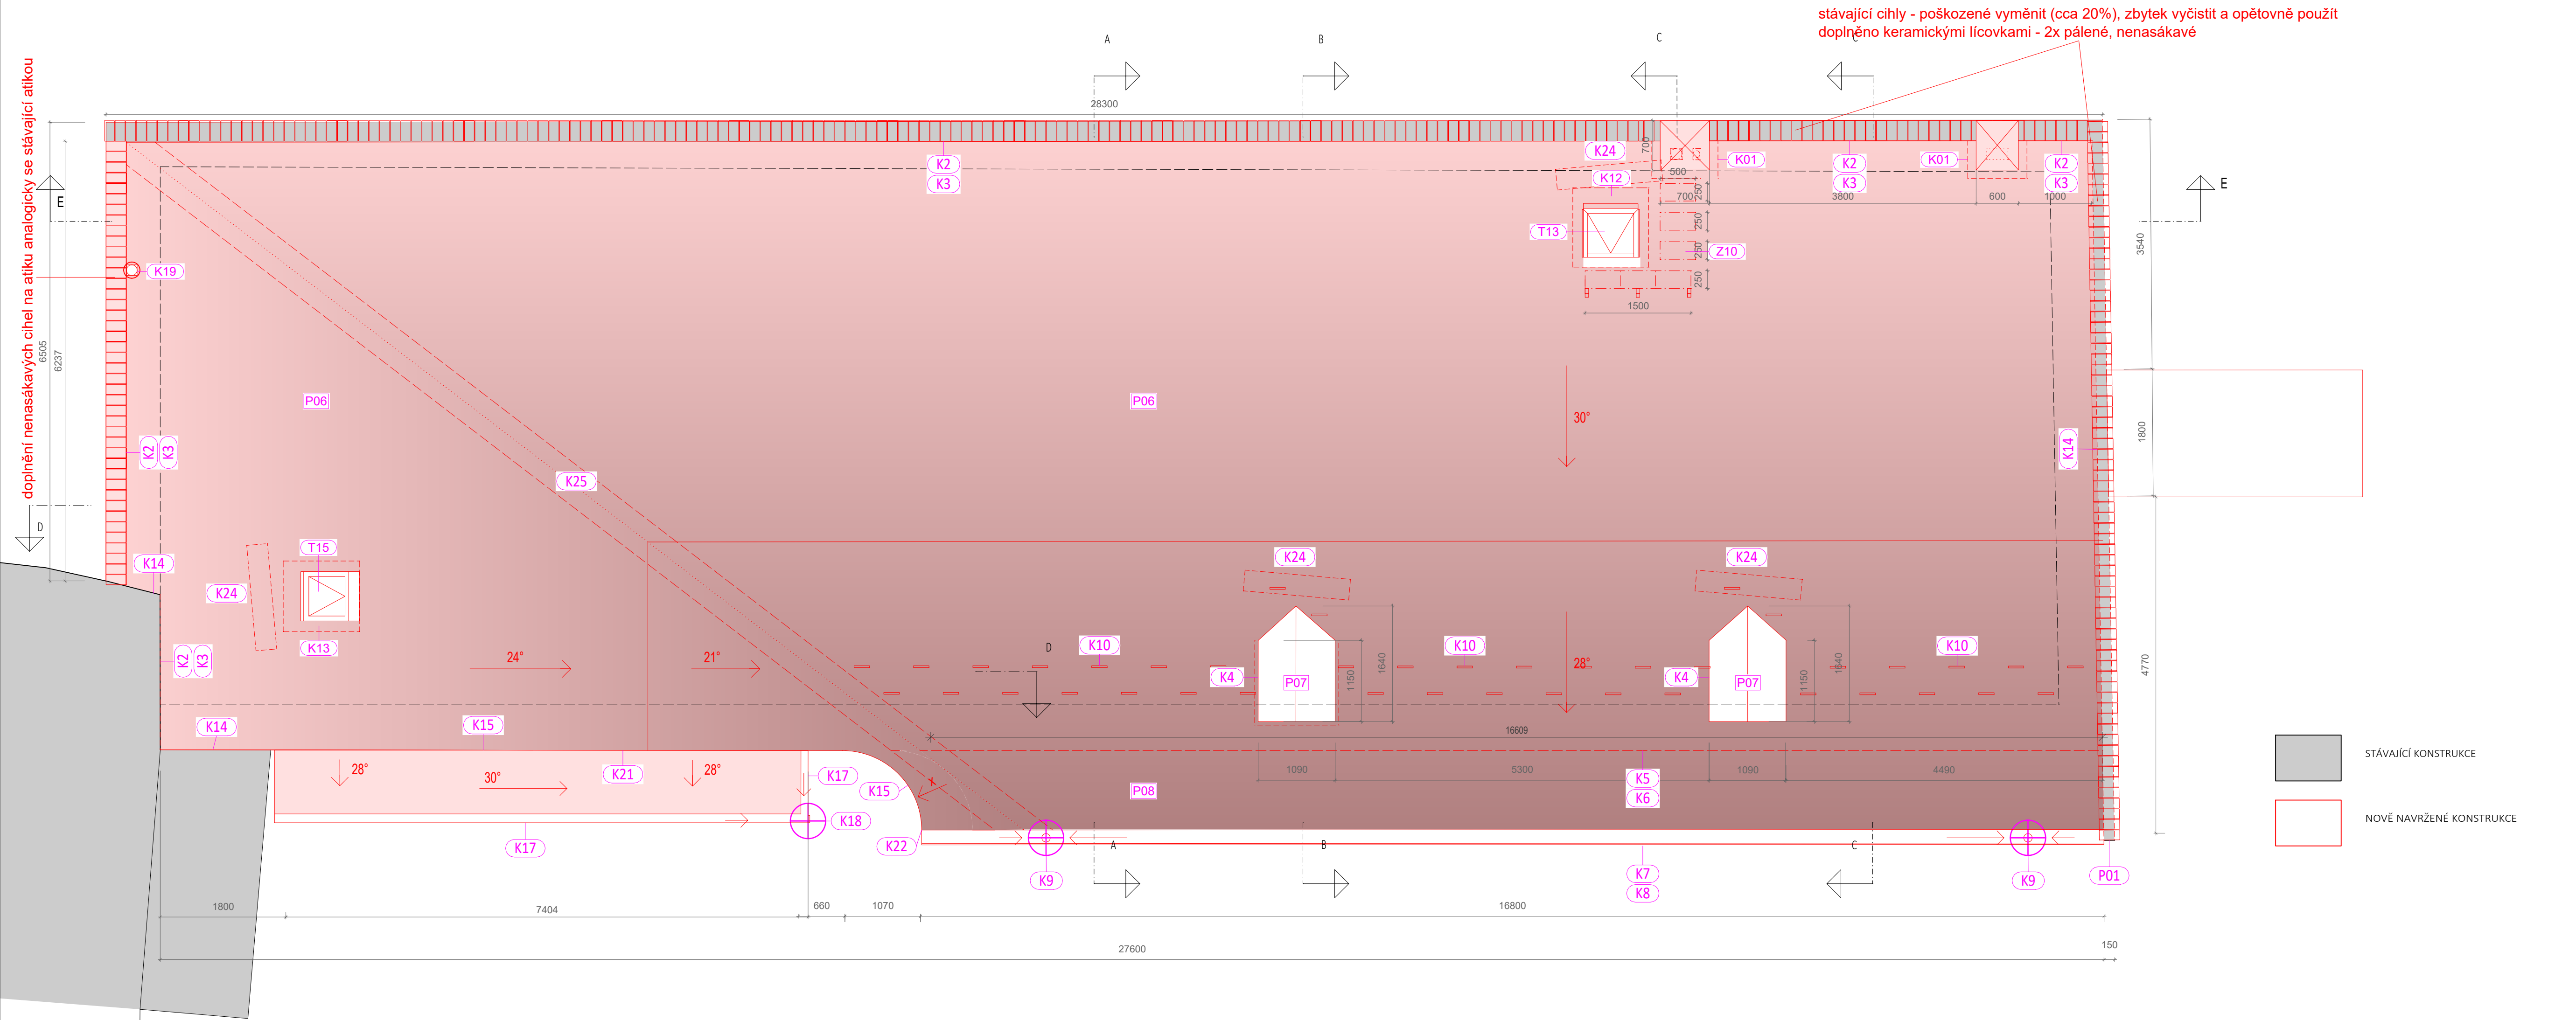 stávající cihly - poškozené vyměnit (cca 20%), zbytek vyčistit a opětovně použít
doplněno keramickými lícovkami - 2x pálené, nenasákavé
A
B
C
C
28300
doplnění nenasákavých cihel na atiku analogicky se stávající atikou
6505
6237
E
D
K19
K2
K3
K24
700
500
K12
700
250
250
250
250
T13
Z10
1500
K01
K2
K3
3800
K01
600
K2
K3
1000
E
3540
1800
4770
P06
P06
30°
K2
K3
K25
K14
K14
T15
K24
K13
K2
K3
24°
21°
K10
D
K24
K4
P07
1150
1640
K10
28°
K24
K4
P07
1150
1640
K10
16609
K14
K15
28°
30°
28°
K21
K17
K15
K18
K17
K22
P08
1090
5300
1090
4490
K5
K6
K9
A
B
C
K7
K8
K9
P01
1800
7404
660
1070
16800
27600
150
STÁVAJÍCÍ KONSTRUKCE
NOVĚ NAVRŽENÉ KONSTRUKCE